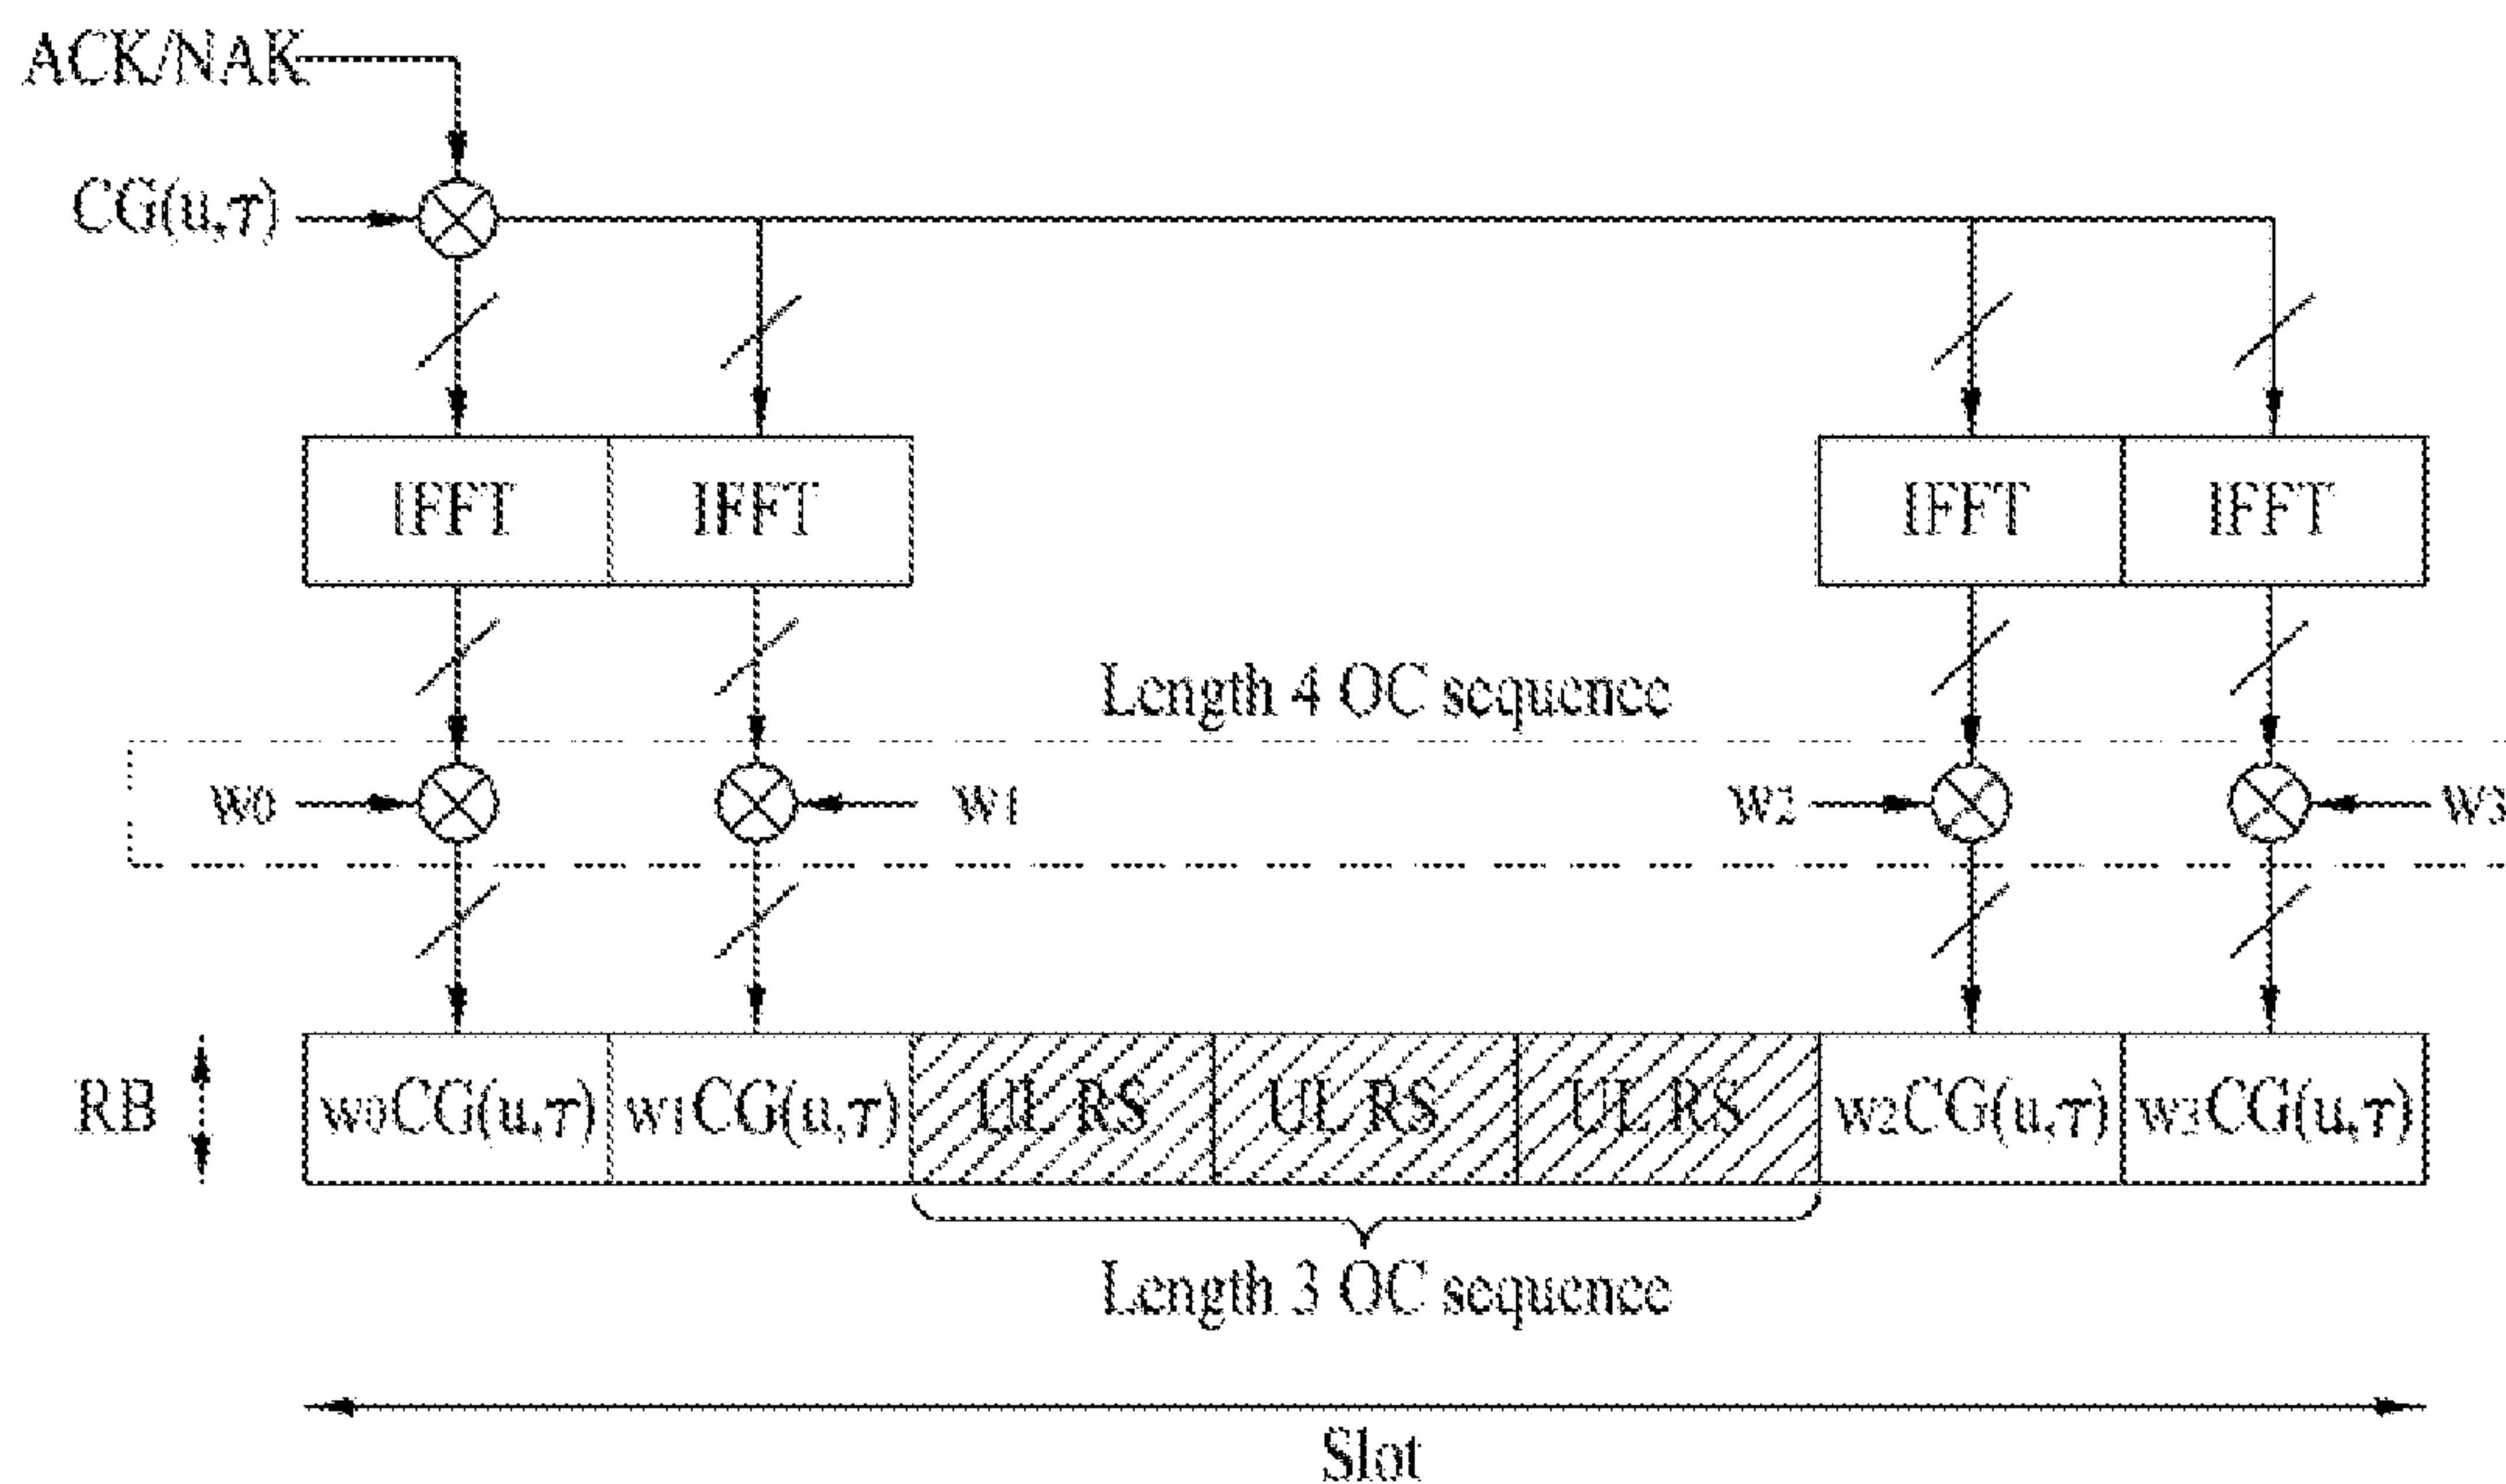 ACK/NAK
CG(u,τ)
IFFT IFFT IFFT IFFT
Length 4 OC sequence
W0 W1 W2 W3
RB w0CG(u,τ) w1CG(u,τ) UL RS UL RS UL RS w2CG(u,τ) w3CG(u,τ)
Length 3 OC sequence
Slot